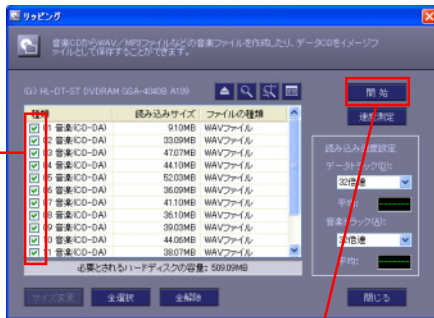 リッピング
音楽CDからWAV／MP3ファイルなどの音楽ファイルを作成したり、データCDをイメージファイルとして保存することができます。
(G:) HL-DT-ST DVDRAM GSA-4040B A109
開始
種類 読み込みサイズ ファイルの種類
速度測定
01 音楽(CD-DA) 9.10MB WAVファイル
02 音楽(CD-DA) 33.09MB WAVファイル
03 音楽(CD-DA) 47.07MB WAVファイル
04 音楽(CD-DA) 44.10MB WAVファイル
05 音楽(CD-DA) 52.03MB WAVファイル
06 音楽(CD-DA) 36.09MB WAVファイル
07 音楽(CD-DA) 41.10MB WAVファイル
08 音楽(CD-DA) 36.10MB WAVファイル
09 音楽(CD-DA) 39.03MB WAVファイル
10 音楽(CD-DA) 44.06MB WAVファイル
11 音楽(CD-DA) 38.07MB WAVファイル
読み込み速度設定
データトラック(D):
32倍速
平均:
音楽トラック(A):
32倍速
平均:
必要とされるハードディスクの容量: 509.09MB
サイズ変更 全選択 全解除 閉じる